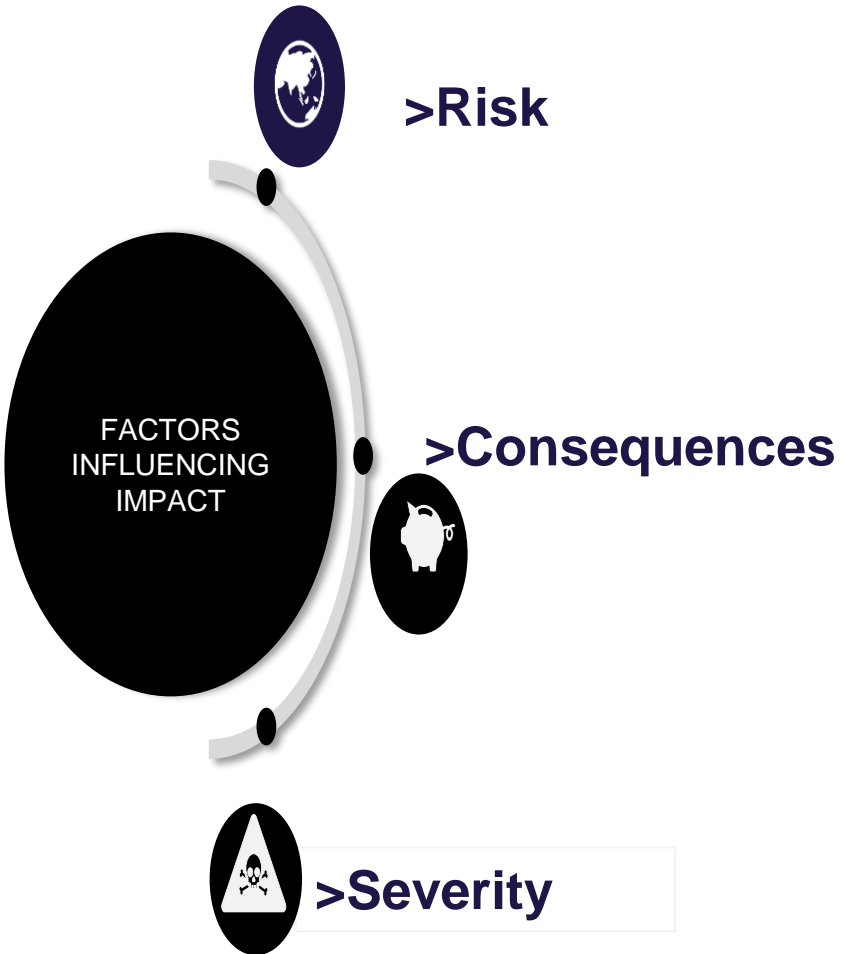 >Risk
FACTORS
INFLUENCING
IMPACT
>Consequences
>Severity